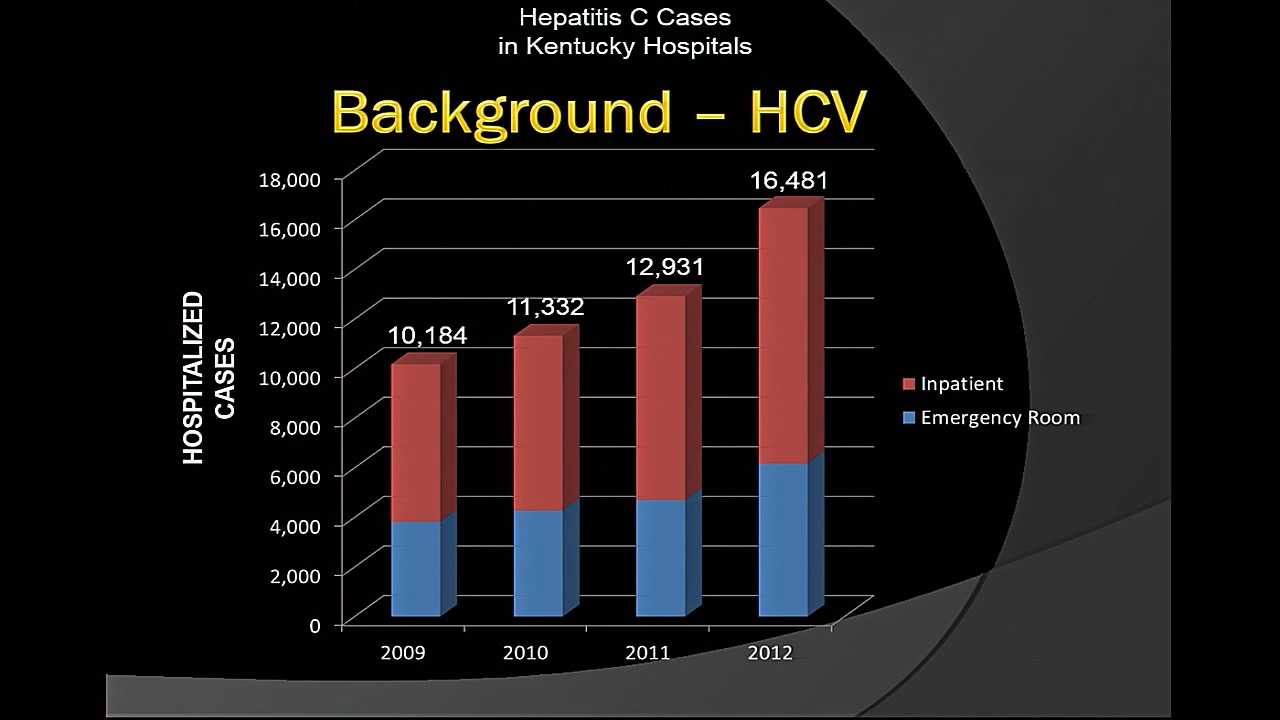 Hepatitis C Cases
in Kentucky Hospitals
Background – HCV
18,000
16,000
14,000
12,000
10,000
8,000
6,000
4,000
2,000
0
HOSPITALIZED
CASES
10,184
11,332
12,931
16,481
2009
2010
2011
2012
Inpatient
Emergency Room